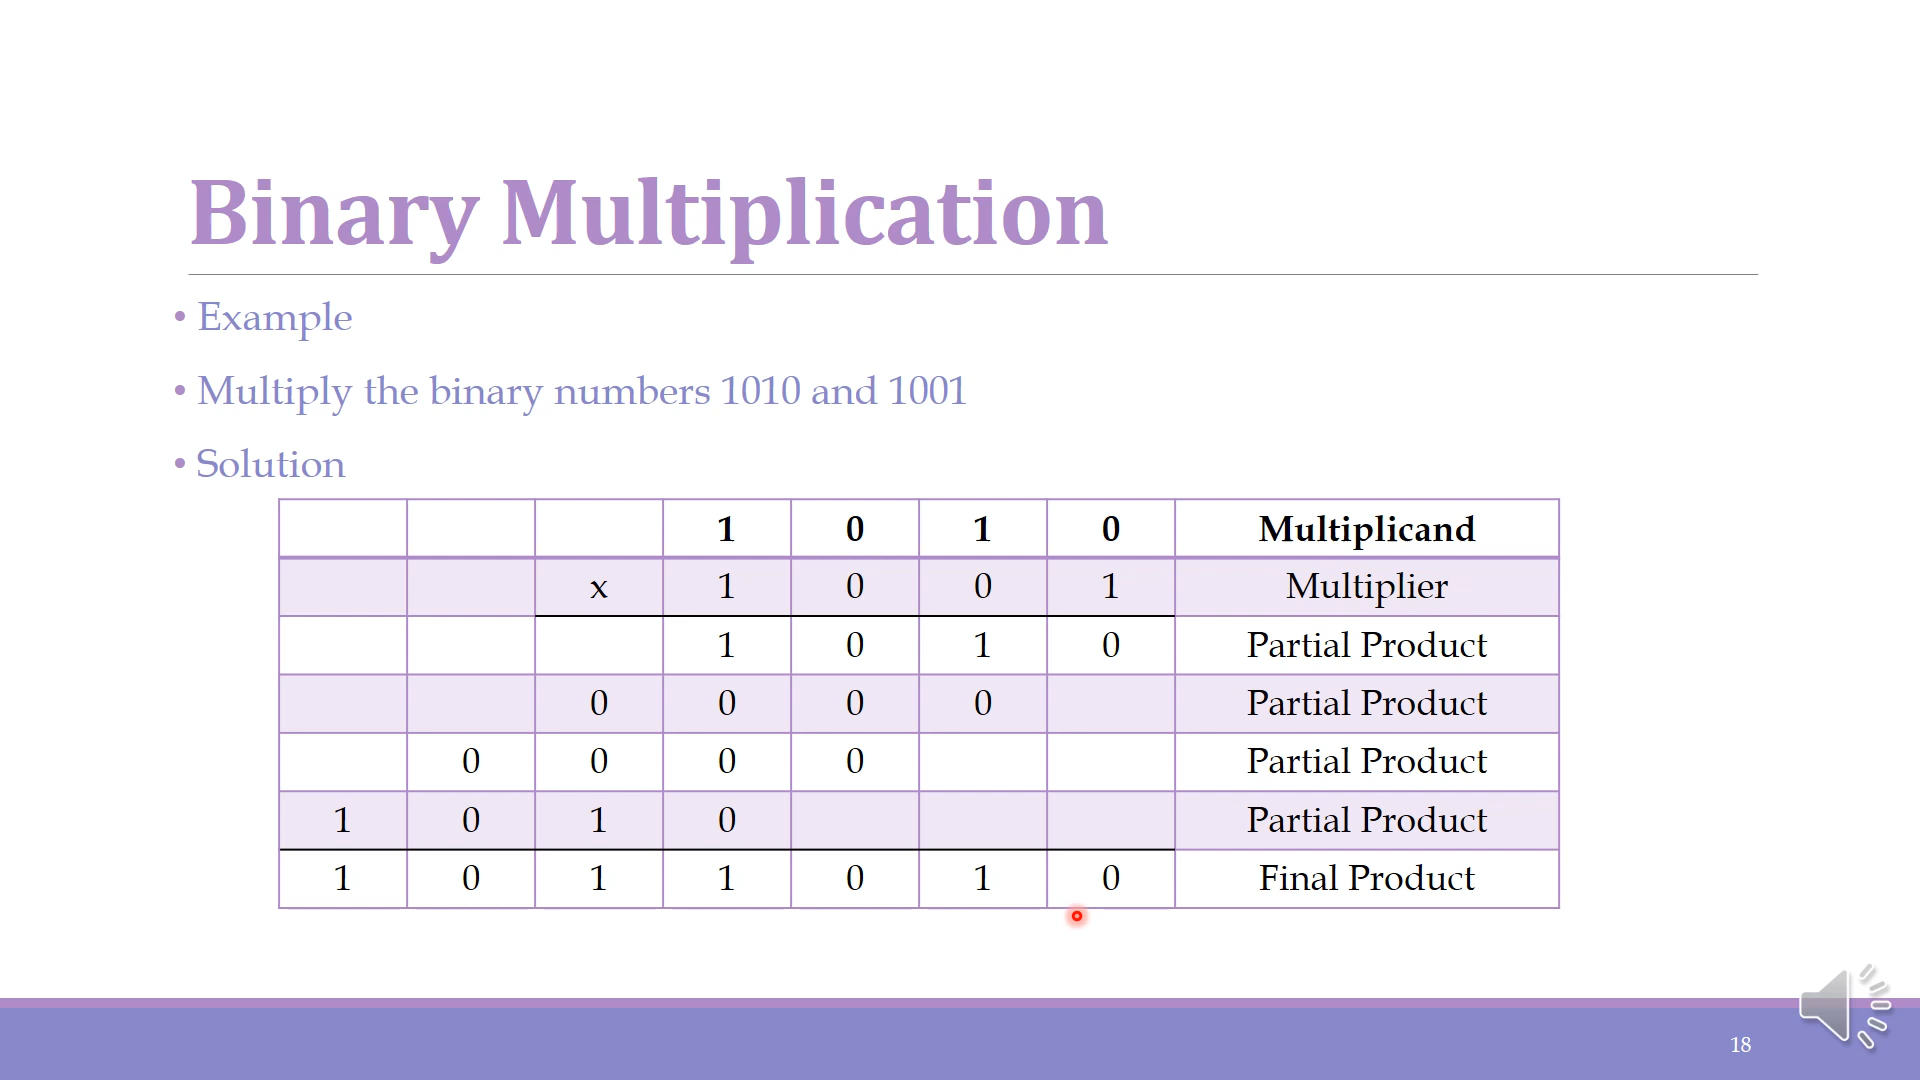 Binary Multiplication
• Example
• Multiply the binary numbers 1010 and 1001
• Solution
1 0 1 0 Multiplicand
x 1 0 0 1 Multiplier
1 0 1 0 Partial Product
0 0 0 0 Partial Product
0 0 0 0 Partial Product
1 0 1 0 Partial Product
1 0 1 1 0 1 0 Final Product
18